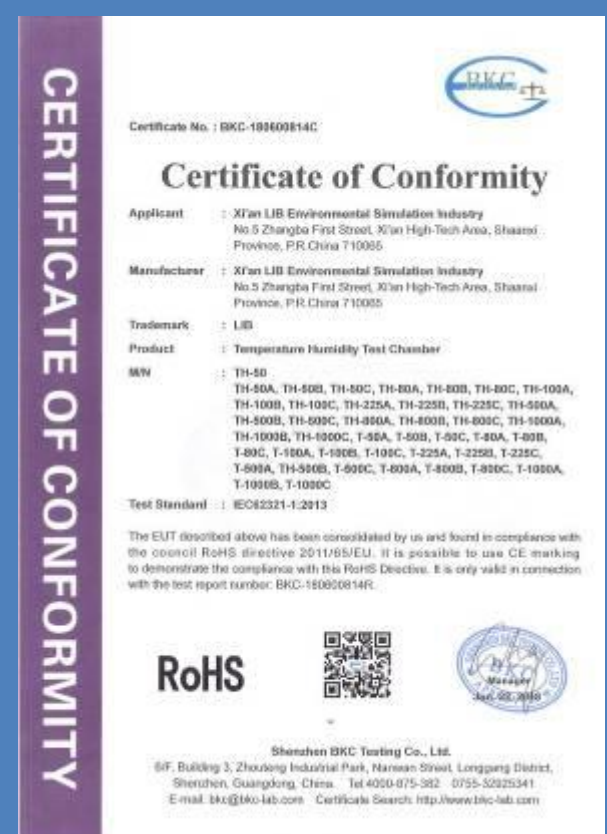 CERTIFICATE OF CONFORMITY
BKC
Certificate No. : BKC-180600814C
Certificate of Conformity
Applicant : Xi'an LIB Environmental Simulation Industry
No.5 Zhangba First Street, Xi'an High-Tech Area, Shaanxi
Province, P.R.China 710065
Manufacturer : Xi'an LIB Environmental Simulation Industry
No.5 Zhangba First Street, Xi'an High-Tech Area, Shaanxi
Province, P.R.China 710065
Trademark : LIB
Product : Temperature Humidity Test Chamber
M/N : TH-50
TH-50A, TH-50B, TH-50C, TH-80A, TH-80B, TH-80C, TH-100A,
TH-100B, TH-100C, TH-225A, TH-225B, TH-225C, TH-500A,
TH-500B, TH-500C, TH-800A, TH-800B, TH-800C, TH-1000A,
TH-1000B, TH-1000C, T-50A, T-50B, T-50C, T-80A, T-80B,
T-80C, T-100A, T-100B, T-100C, T-225A, T-225B, T-225C,
T-500A, TH-500B, T-500C, T-800A, T-800B, T-800C, T-1000A,
T-1000B, T-1000C
Test Standard : IEC62321-1:2013
The EUT described above has been consolidated by us and found in compliance with
the council RoHS directive 2011/65/EU. It is possible to use CE marking
to demonstrate the compliance with this RoHS Directive. It is only valid in connection
with the test report number: BKC-180600814R.
RoHS
Manager
Shenzhen BKC Testing Co., Ltd.
6/F, Building 3, Zhouteng Industrial Park, Nanwan Street, Longgang District,
Shenzhen, Guangdong, China. Tel:4000-875-382 0755-32925341
E-mail: bkc@bkc-lab.com Certificate Search: http://www.bkc-lab.com